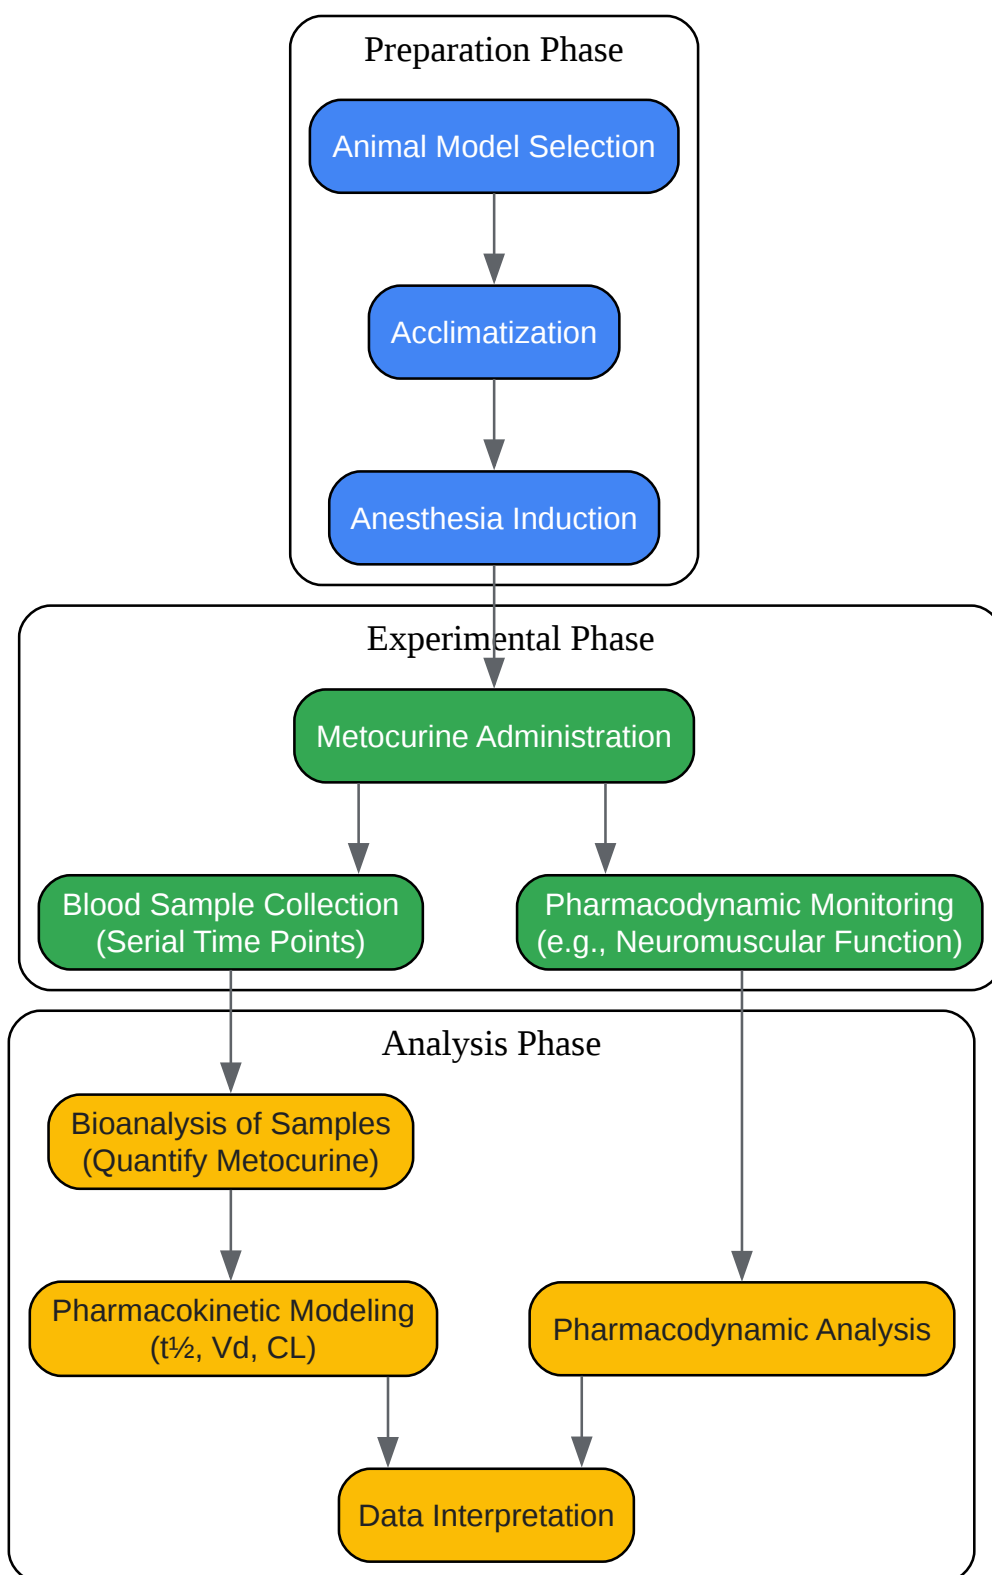 Preparation Phase
Animal Model Selection
Acclimatization
Anesthesia Induction
Experimental Phase
Metocurine Administration
Blood Sample Collection
(Serial Time Points)
Pharmacodynamic Monitoring
(e.g., Neuromuscular Function)
Analysis Phase
Bioanalysis of Samples
(Quantify Metocurine)
Pharmacokinetic Modeling
(t½, Vd, CL)
Pharmacodynamic Analysis
Data Interpretation